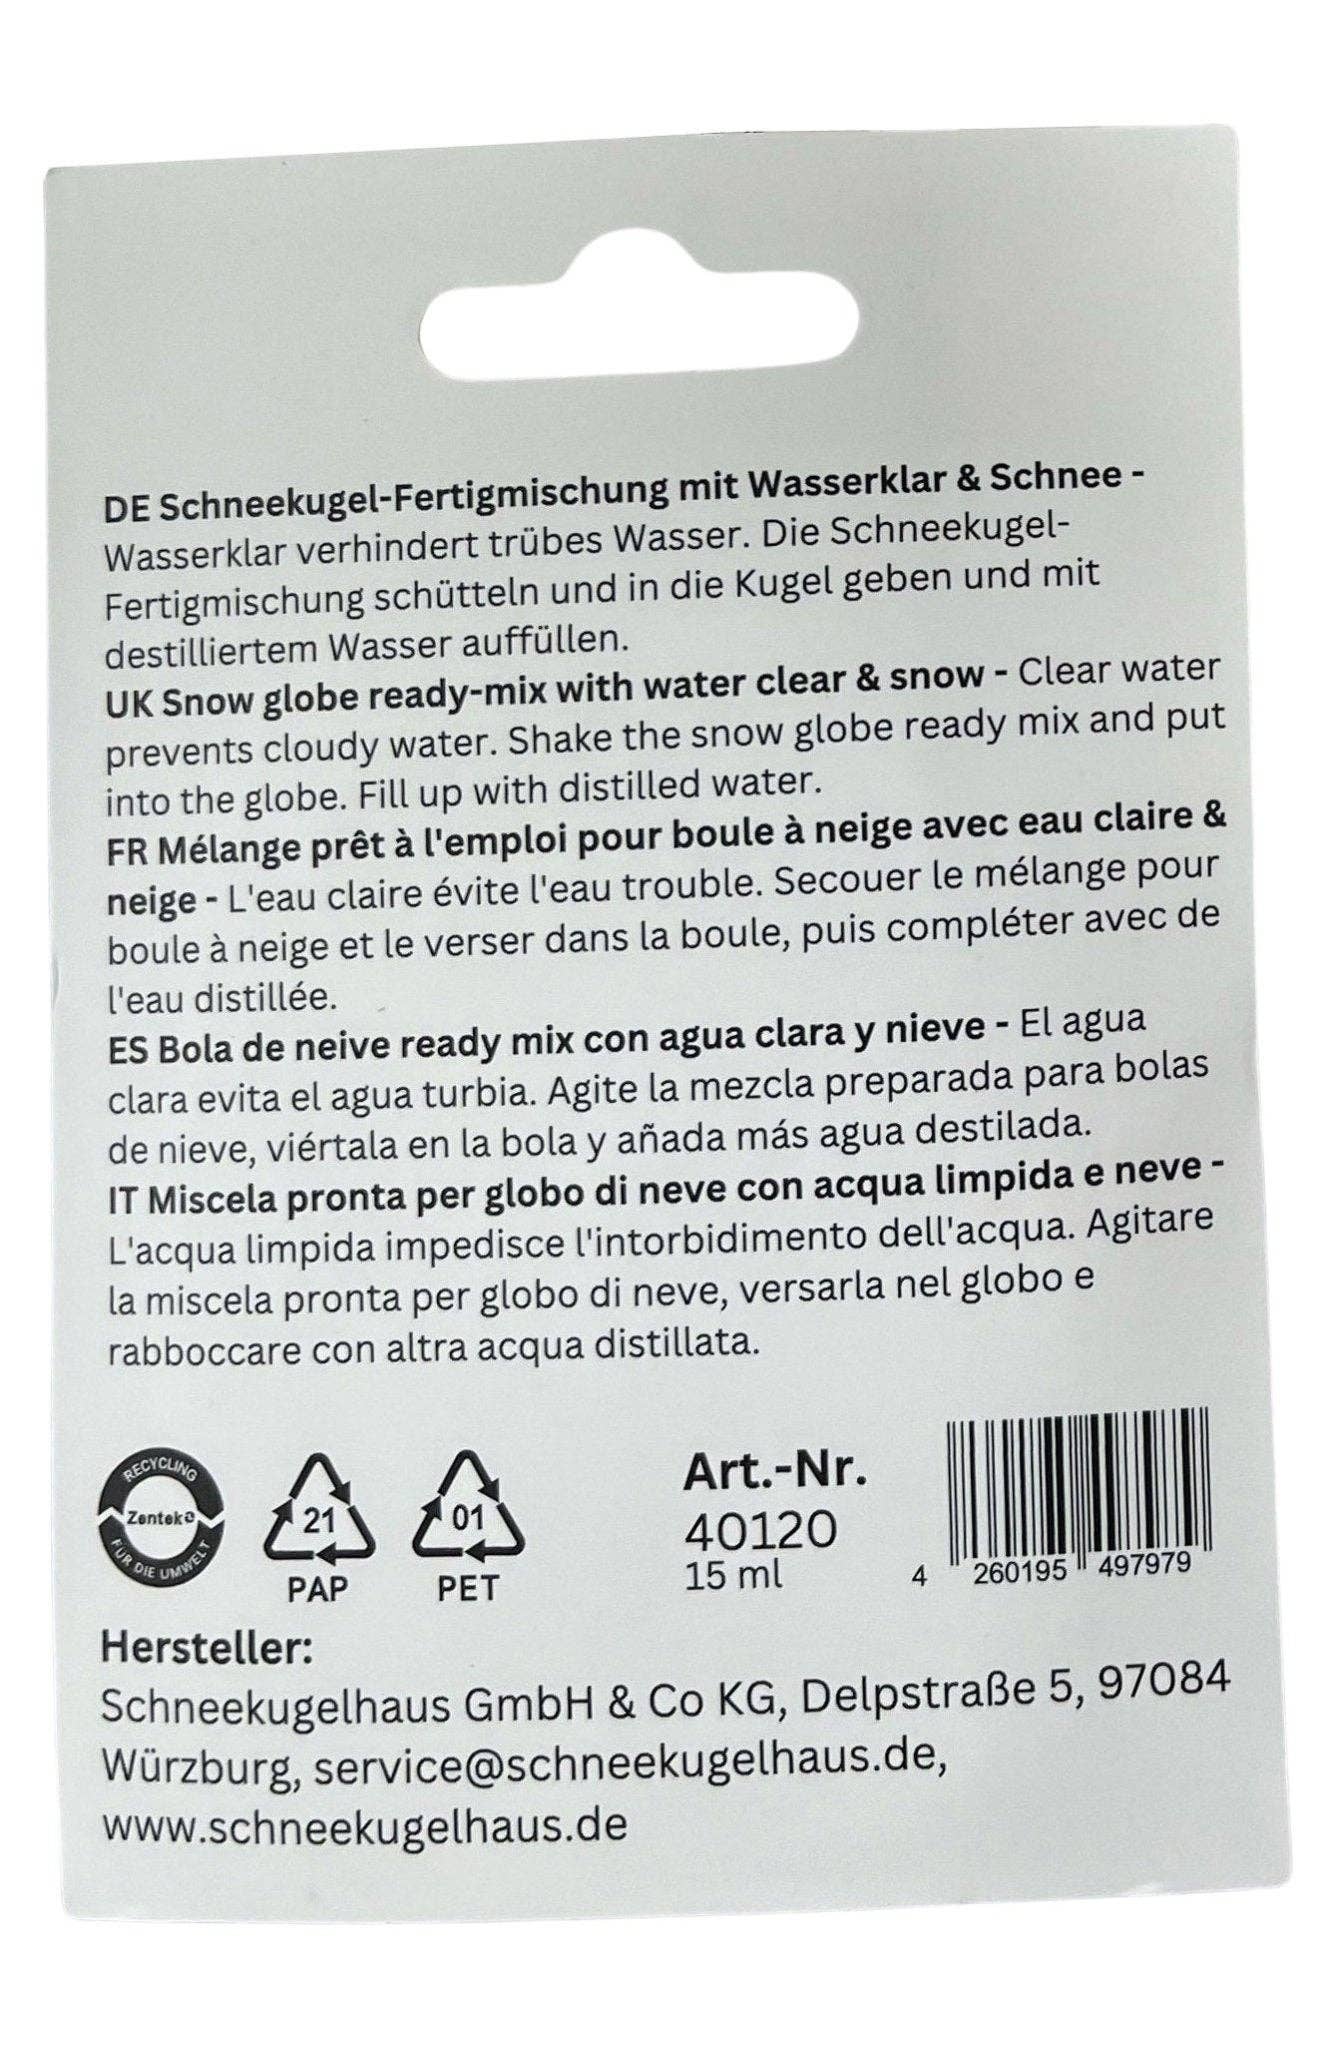 DE Schneekugel-Fertigmischung mit Wasserklar & Schnee -
Wasserklar verhindert trübes Wasser. Die Schneekugel-
Fertigmischung schütteln und in die Kugel geben und mit
destilliertem Wasser auffüllen.
UK Snow globe ready-mix with water clear & snow - Clear water
prevents cloudy water. Shake the snow globe ready mix and put
into the globe. Fill up with distilled water.
FR Mélange prêt à l'emploi pour boule à neige avec eau claire &
neige - L'eau claire évite l'eau trouble. Secouer le mélange pour
boule à neige et le verser dans la boule, puis compléter avec de
l'eau distillée.
ES Bola de neive ready mix con agua clara y nieve - El agua
clara evita el agua turbia. Agite la mezcla preparada para bolas
de nieve, viértala en la bola y añada más agua destilada.
IT Miscela pronta per globo di neve con acqua limpida e neve -
L'acqua limpida impedisce l'intorbidimento dell'acqua. Agitare
la miscela pronta per globo di neve, versarla nel globo e
rabboccare con altra acqua distillata.
RECYCLING
Zentek
FÜR DIE UMWELT
21
PAP
01
PET
Art.-Nr.
40120
15 ml
4 260195 497979
Hersteller:
Schneekugelhaus GmbH & Co KG, Delpstraße 5, 97084
Würzburg, service@schneekugelhaus.de,
www.schneekugelhaus.de